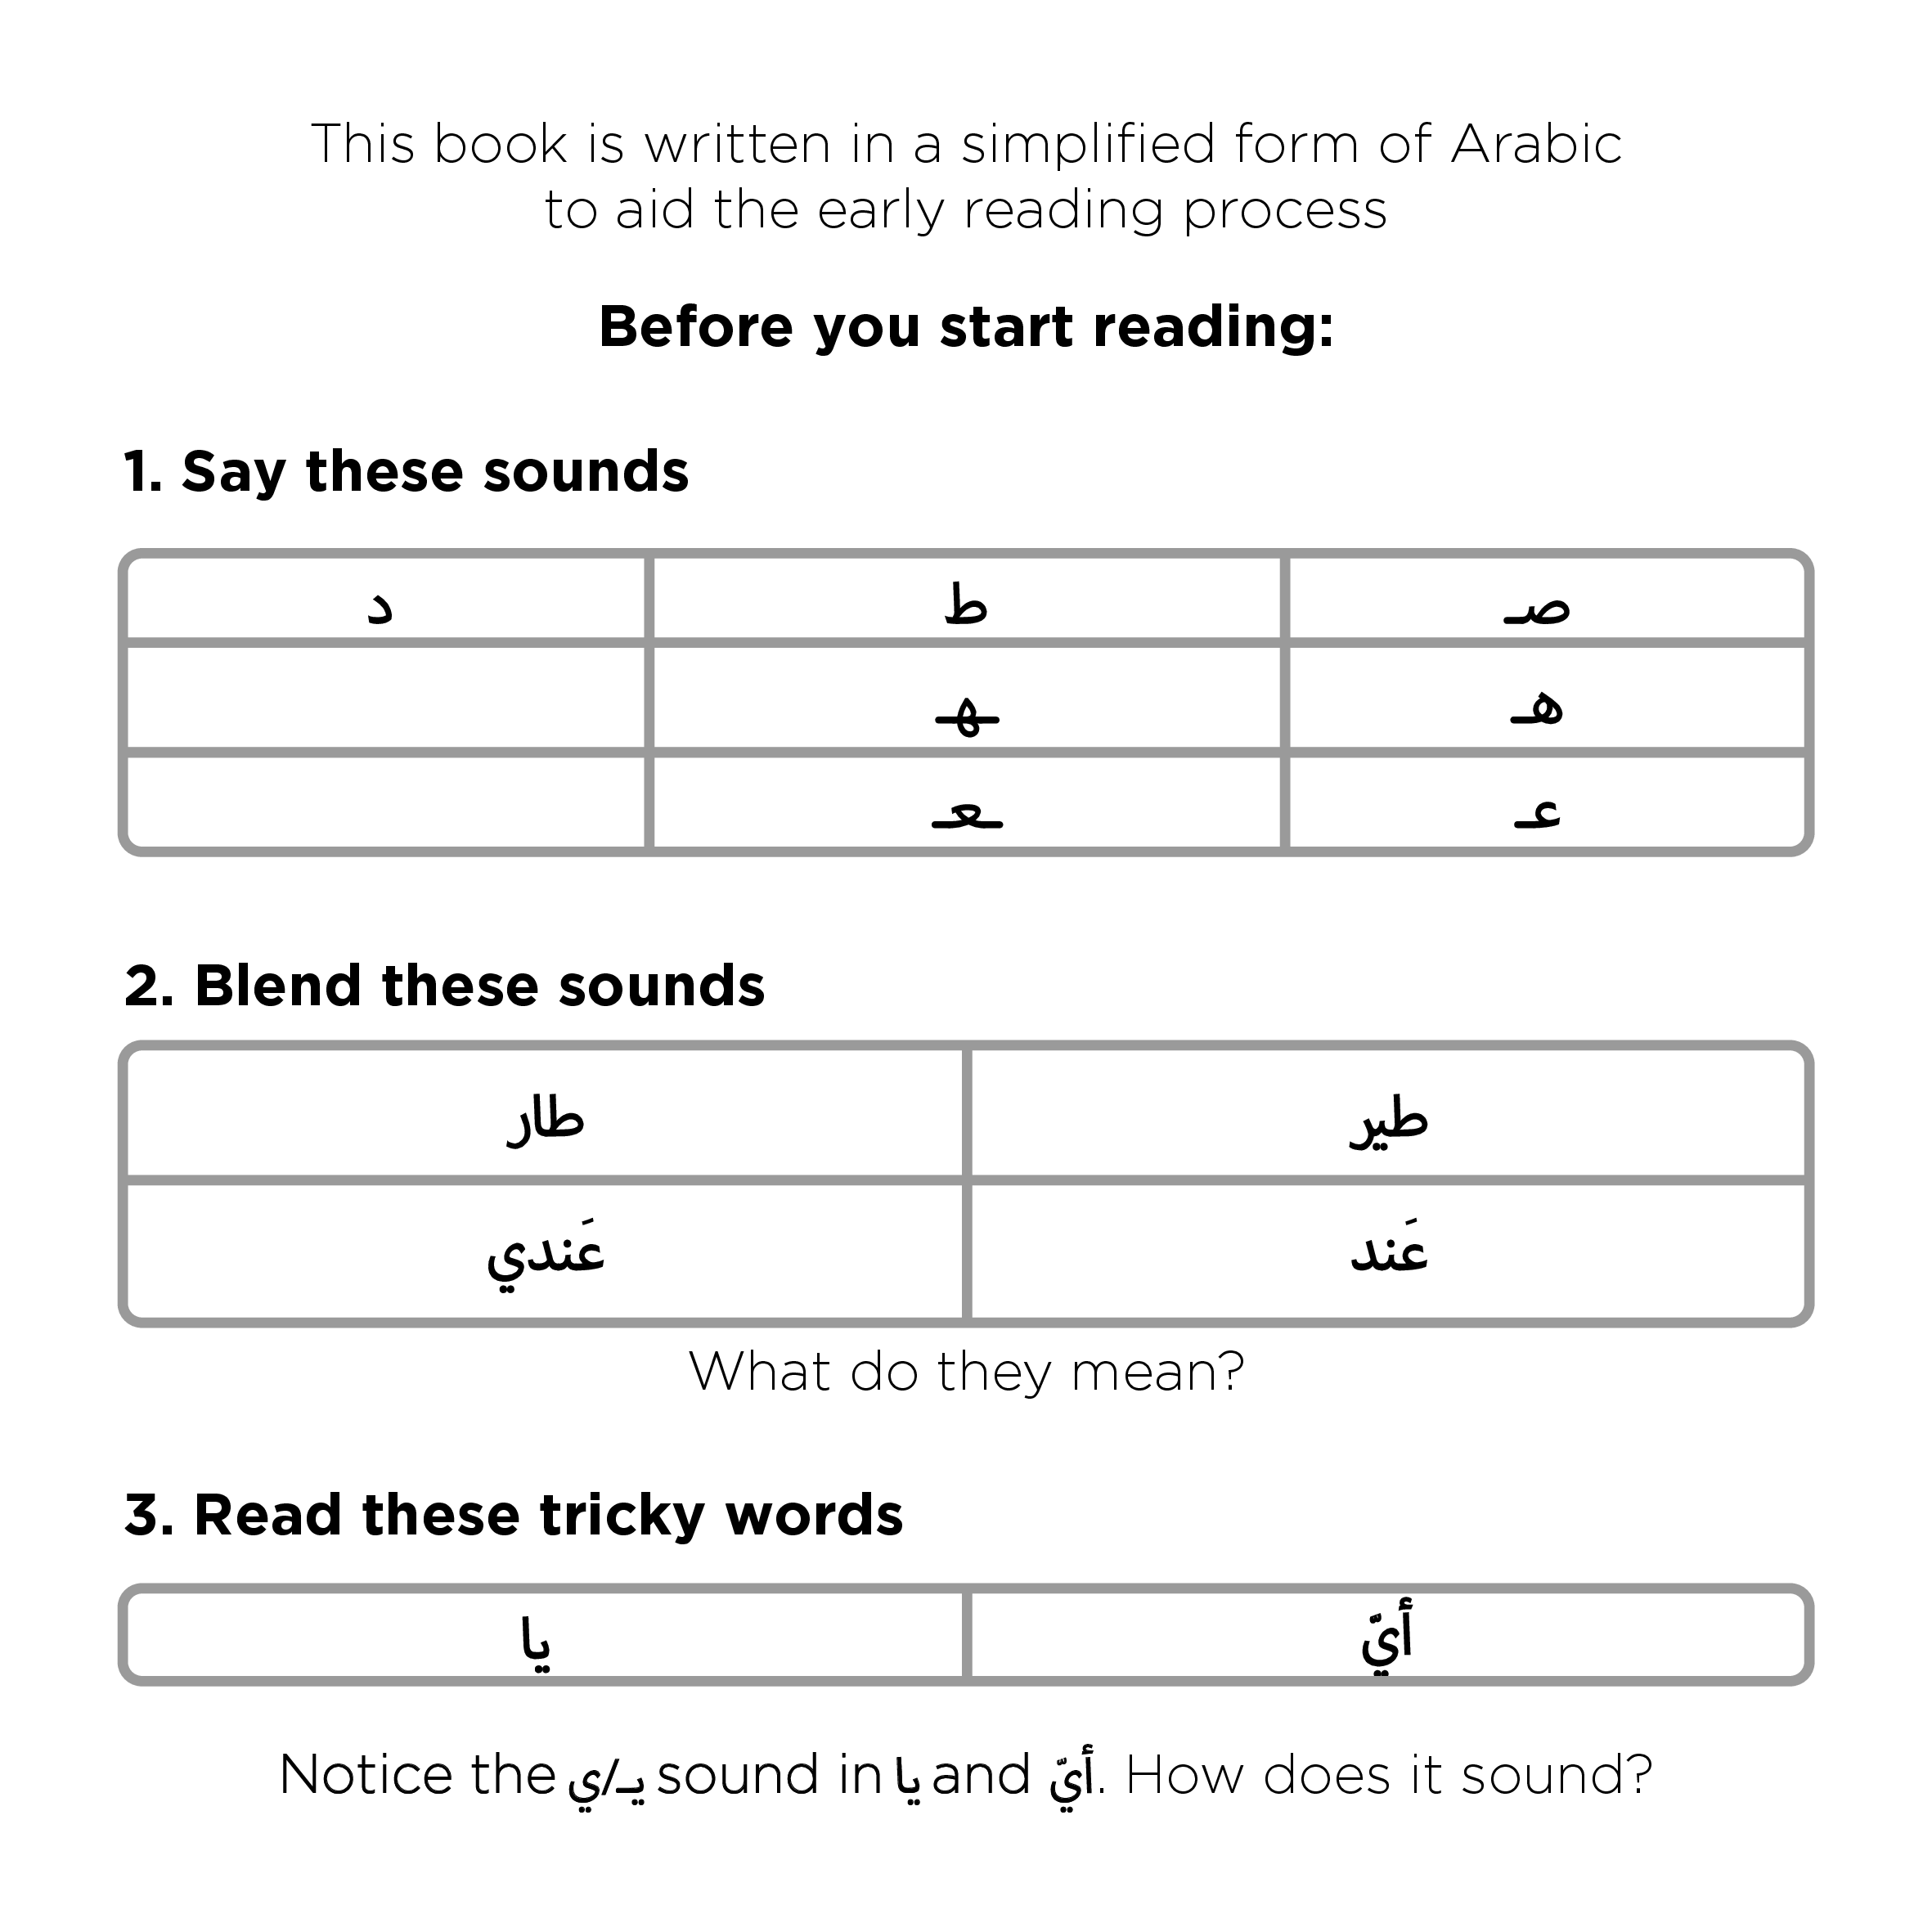 This book is written in a simplified form of Arabic
to aid the early reading process
Before you start reading:
1. Say these sounds
صـ ط د
هـ ـهـ
عـ ـعـ
2. Blend these sounds
طير طار
عَند عَندي
What do they mean?
3. Read these tricky words
أيّ يا
Notice the يـ/ي sound in يا and أيّ. How does it sound?